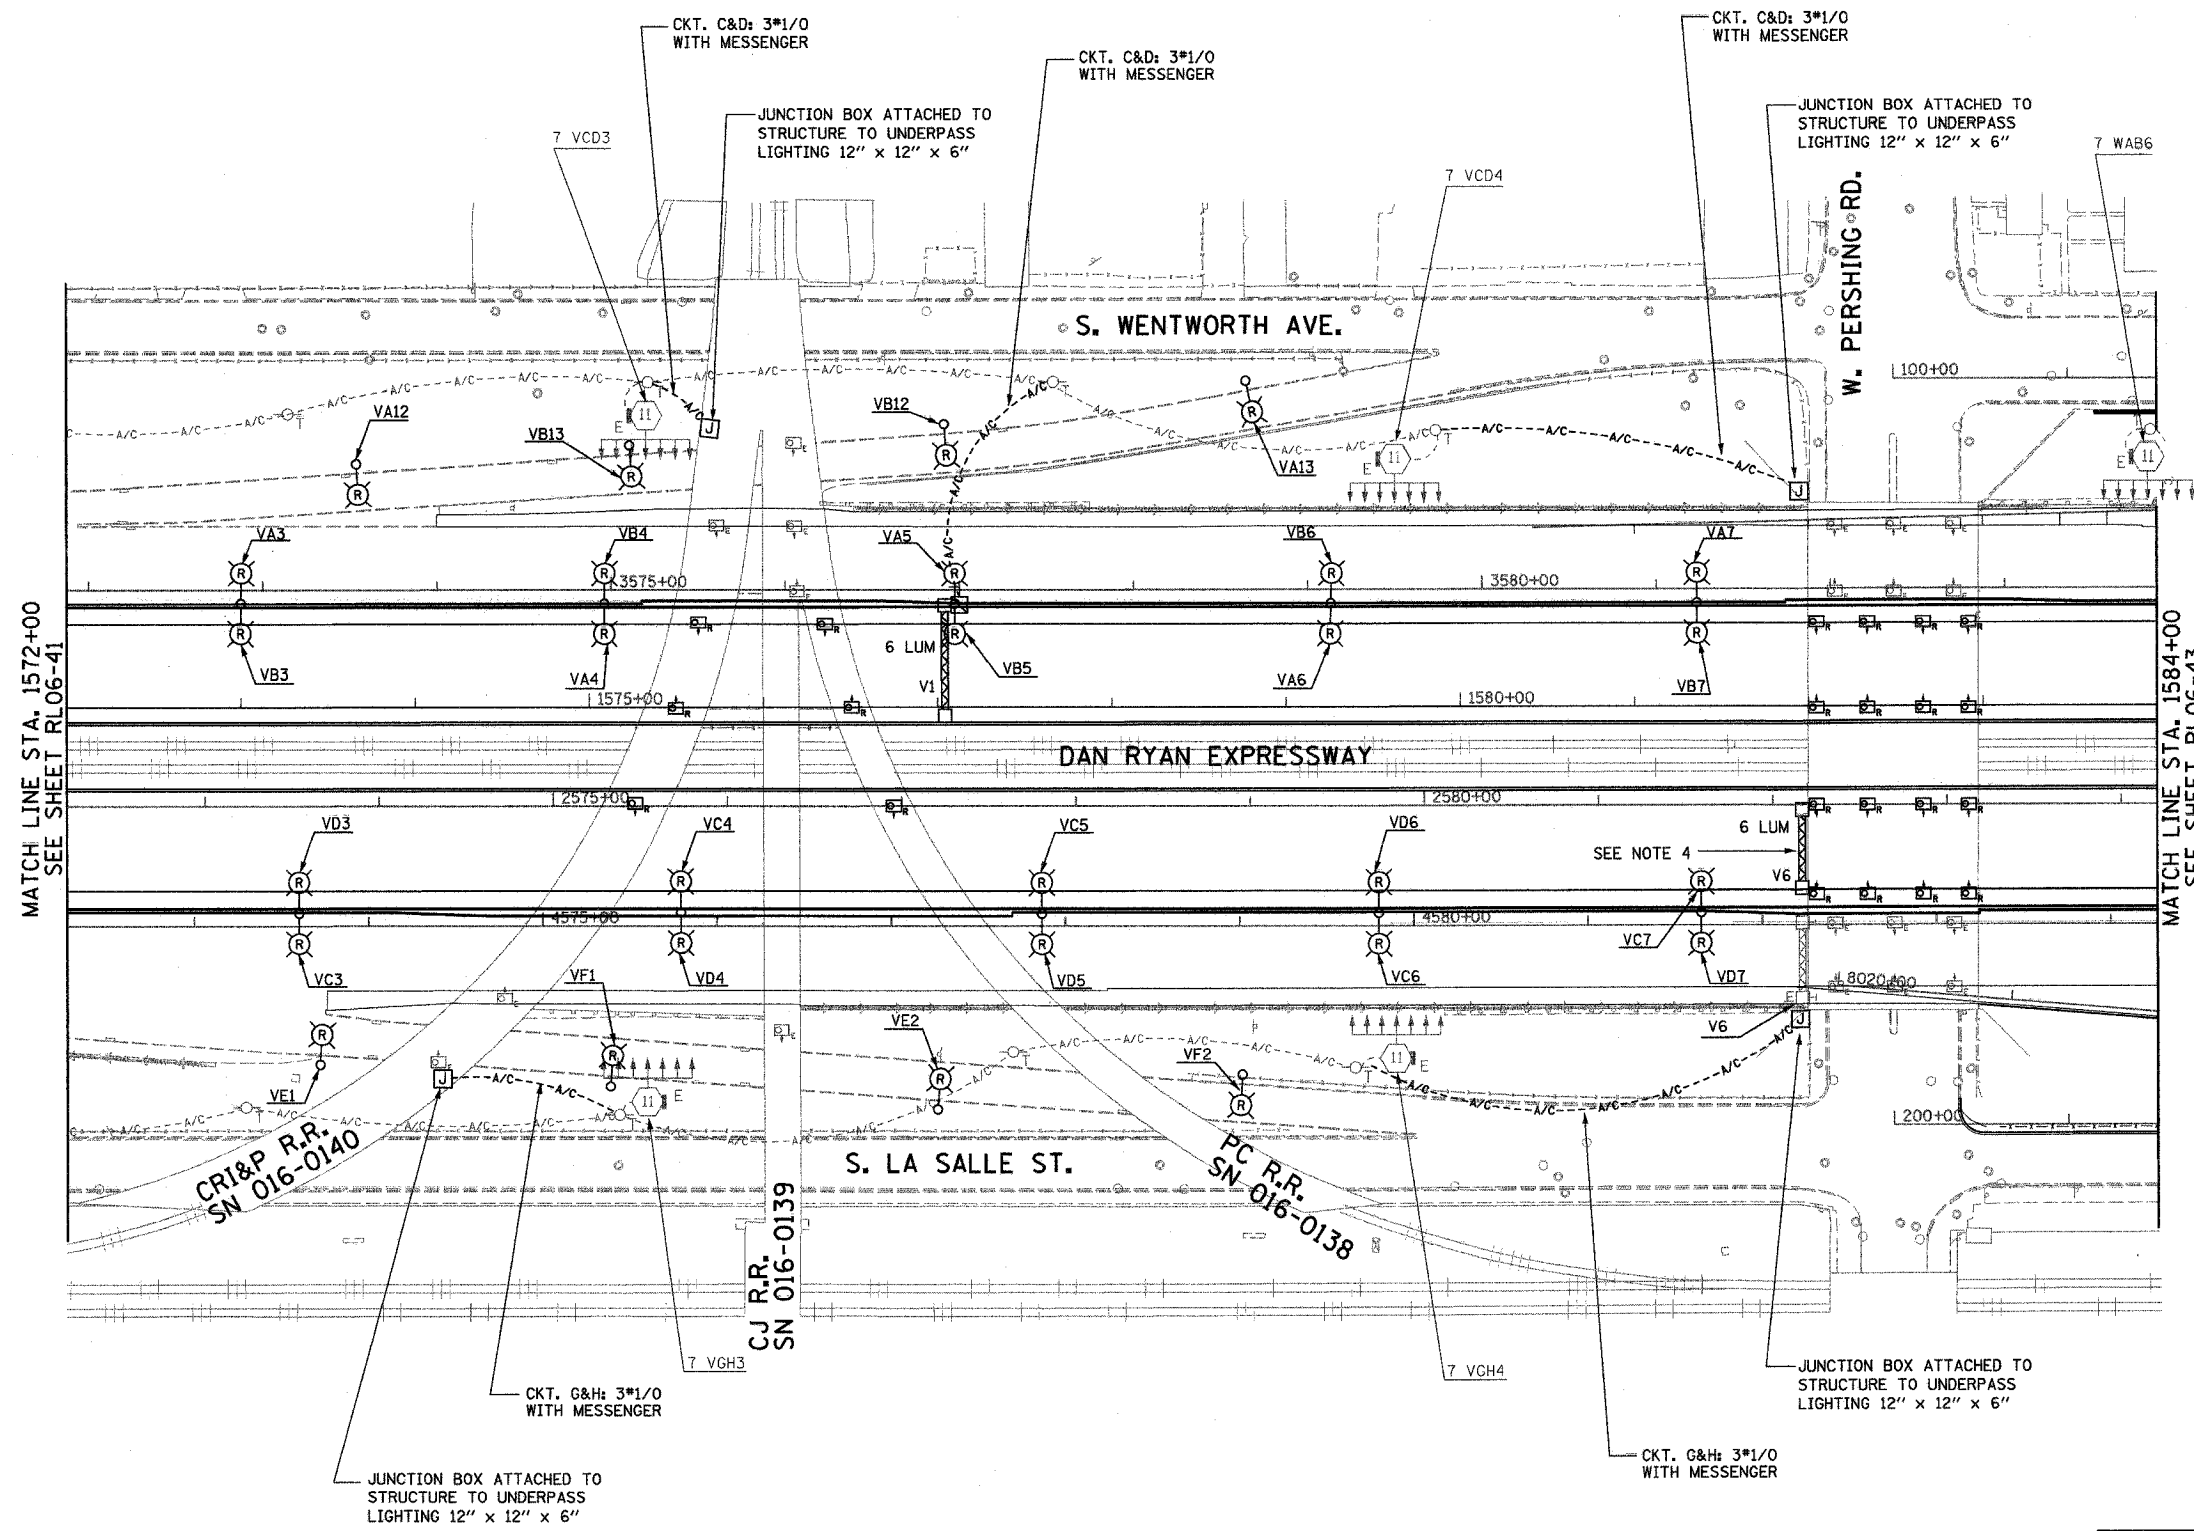 CKT. C&D: 3#1/0
WITH MESSENGER
CKT. C&D: 3#1/0
WITH MESSENGER
CKT. C&D: 3#1/0
WITH MESSENGER
JUNCTION BOX ATTACHED TO
STRUCTURE TO UNDERPASS
LIGHTING 12" x 12" x 6"
JUNCTION BOX ATTACHED TO
STRUCTURE TO UNDERPASS
LIGHTING 12" x 12" x 6"
7 VCD3
7 VCD4
7 WAB6
W. PERSHING RD.
S. WENTWORTH AVE.
100+00
VA12
VB13
VB12
VA13
11
11
11
E
E
E
J
J
VA3
VB4
VA5
VB6
VA7
3575+00
3580+00
VB3
VA4
6 LUM
V1
VB5
VA6
VB7
1575+00
1580+00
MATCH LINE STA. 1572+00
SEE SHEET RL06-41
DAN RYAN EXPRESSWAY
MATCH LINE STA. 1584+00
2575+00
2580+00
VD3
VC4
VC5
VD6
6 LUM
SEE NOTE 4
V6
4575+00
4580+00
VC3
VD4
VD5
VC6
VC7
VD7
8020+00
VF1
VE2
VF2
V6
VE1
J
J
11
11
E
E
200+00
CRI&P R.R.
SN 016-0140
S. LA SALLE ST.
PC R.R.
SN 016-0138
CJ R.R.
SN 016-0139
7 VGH3
7 VGH4
CKT. G&H: 3#1/0
WITH MESSENGER
JUNCTION BOX ATTACHED TO
STRUCTURE TO UNDERPASS
LIGHTING 12" x 12" x 6"
CKT. G&H: 3#1/0
WITH MESSENGER
JUNCTION BOX ATTACHED TO
STRUCTURE TO UNDERPASS
LIGHTING 12" x 12" x 6"